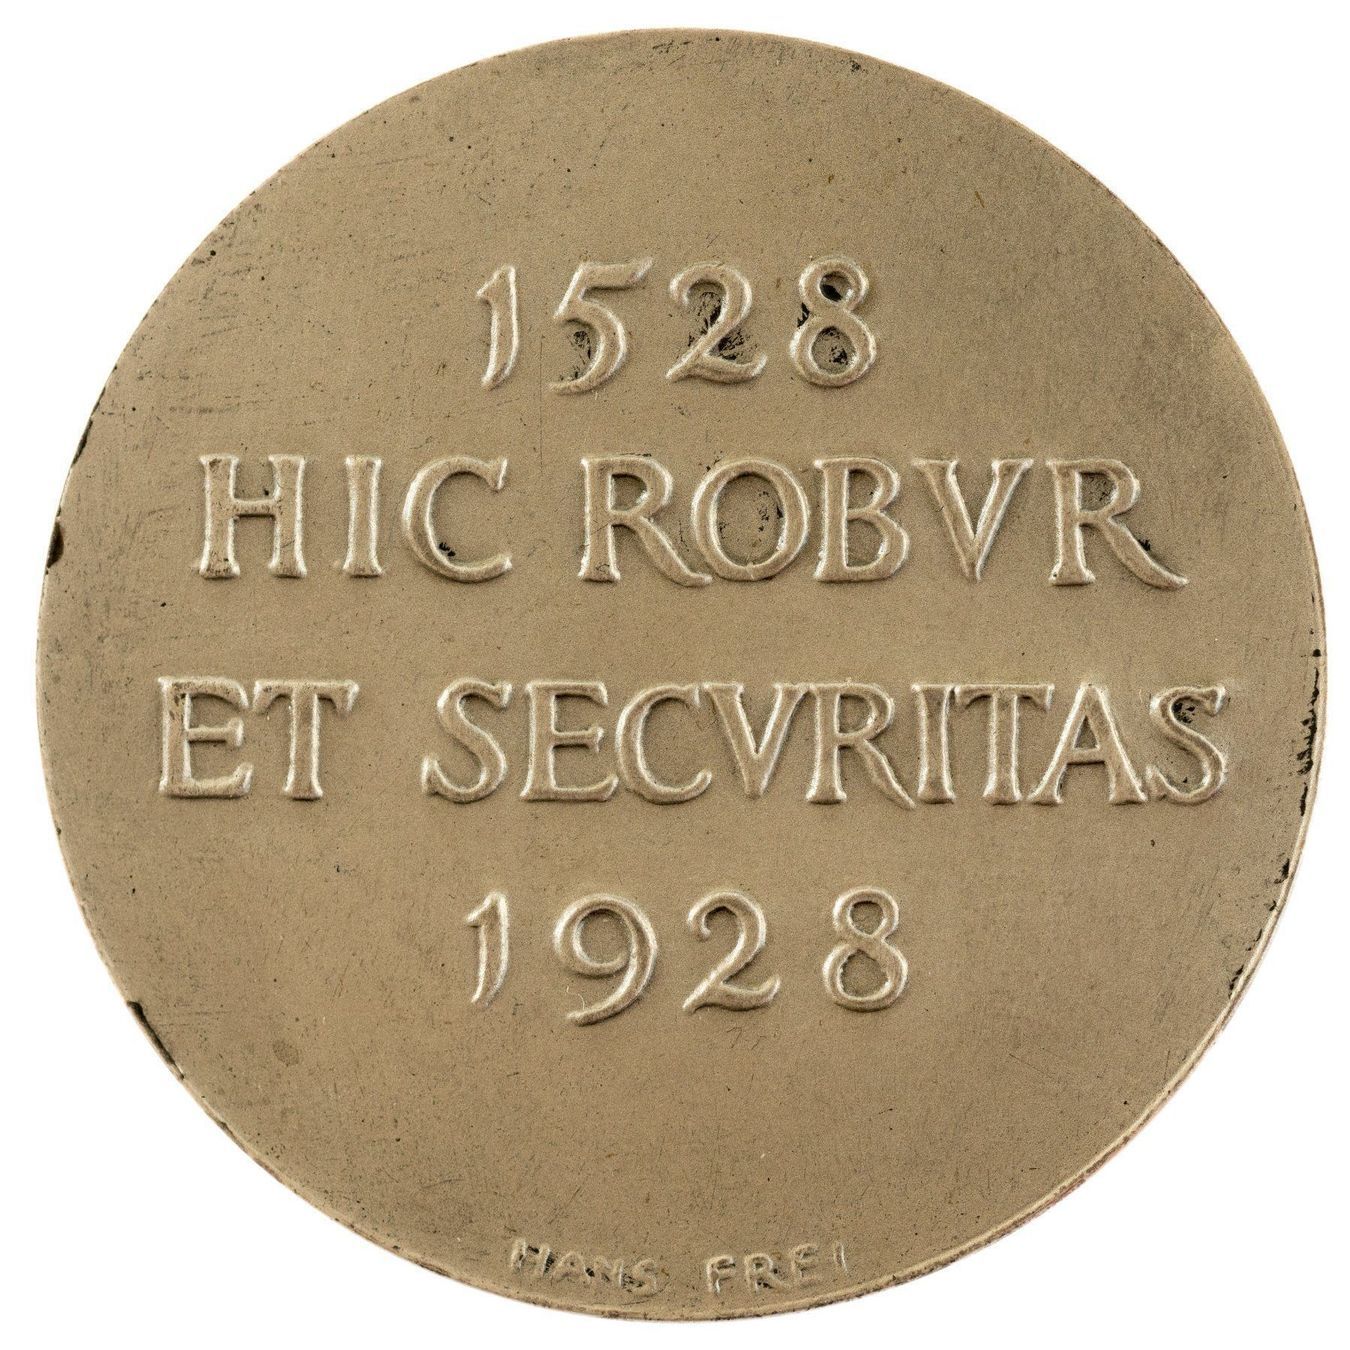 1528
HIC ROBVR
ET SECVRITAS
1928
HANS FREI